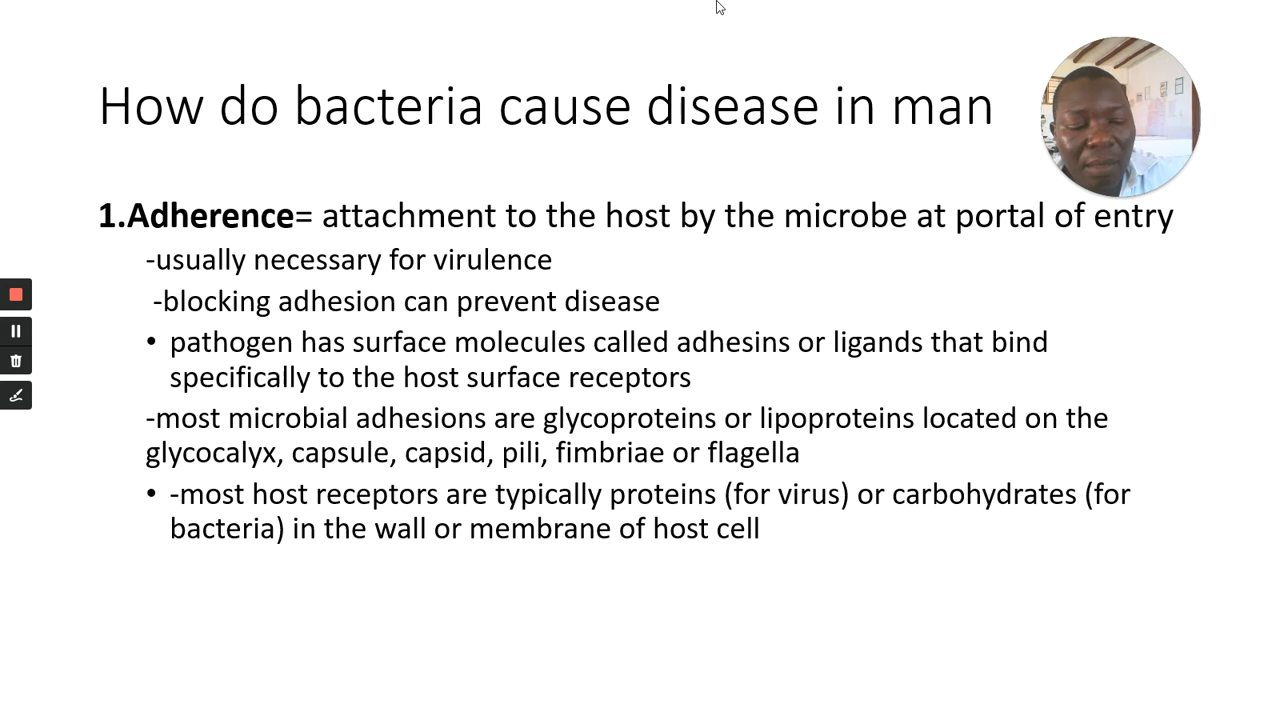 How do bacteria cause disease in man
1.Adherence= attachment to the host by the microbe at portal of entry
-usually necessary for virulence
-blocking adhesion can prevent disease
• pathogen has surface molecules called adhesins or ligands that bind
specifically to the host surface receptors
-most microbial adhesions are glycoproteins or lipoproteins located on the
glycocalyx, capsule, capsid, pili, fimbriae or flagella
• -most host receptors are typically proteins (for virus) or carbohydrates (for
bacteria) in the wall or membrane of host cell